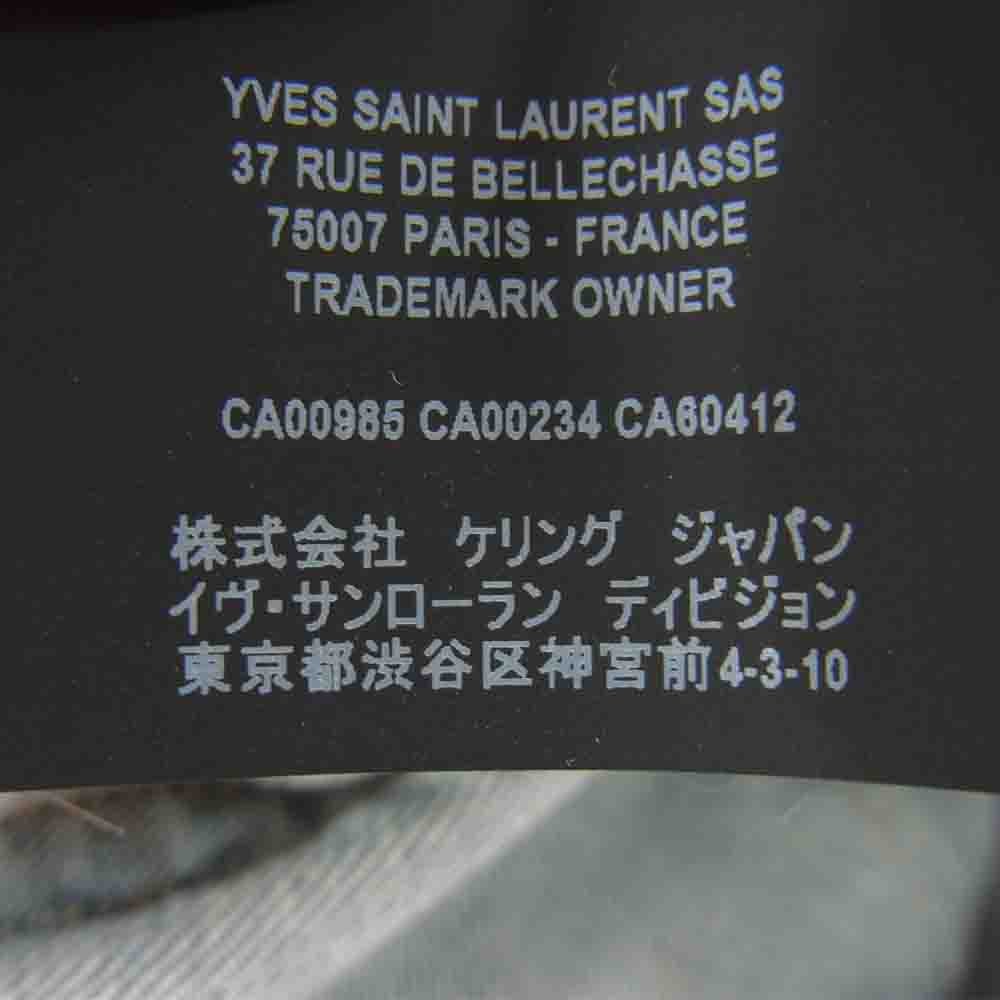 YVES SAINT LAURENT SAS
37 RUE DE BELLECHASSE
75007 PARIS - FRANCE
TRADEMARK OWNER
CA00985 CA00234 CA60412
株式会社 ケリング ジャパン
イヴ・サンローラン ディビジョン
東京都渋谷区神宮前4-3-10